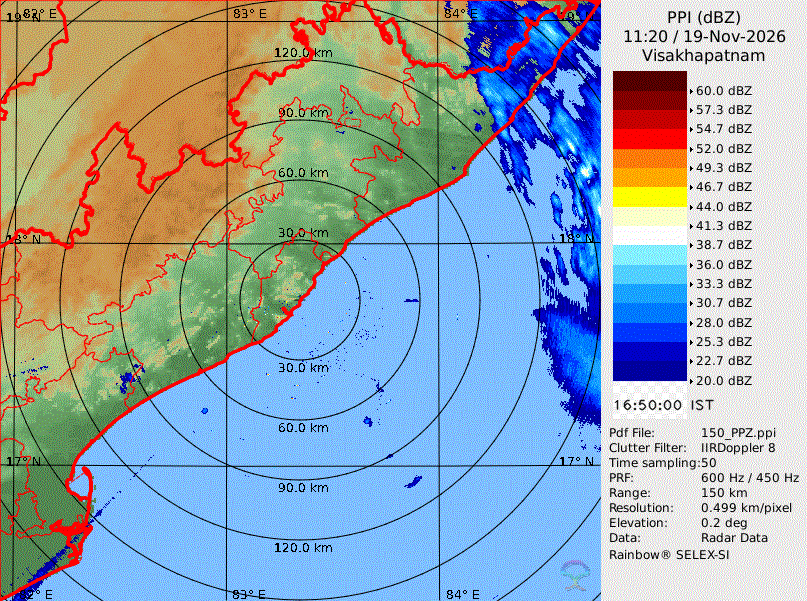 82° E 83° E 84° E
19° N 19° N
120.0 km
90.0 km
60.0 km
30.0 km
18° N 18° N
30.0 km
60.0 km
17° N 17° N
90.0 km
120.0 km
82° E 83° E 84° E
PPI (dBZ)
11:20 / 19-Nov-2026
Visakhapatnam
60.0 dBZ
57.3 dBZ
54.7 dBZ
52.0 dBZ
49.3 dBZ
46.7 dBZ
44.0 dBZ
41.3 dBZ
38.7 dBZ
36.0 dBZ
33.3 dBZ
30.7 dBZ
28.0 dBZ
25.3 dBZ
22.7 dBZ
20.0 dBZ
16:50:00 IST
Pdf File: 150_PPZ.ppi
Clutter Filter: IIRDoppler 8
Time sampling:50
PRF: 600 Hz / 450 Hz
Range: 150 km
Resolution: 0.499 km/pixel
Elevation: 0.2 deg
Data: Radar Data
Rainbow® SELEX-SI